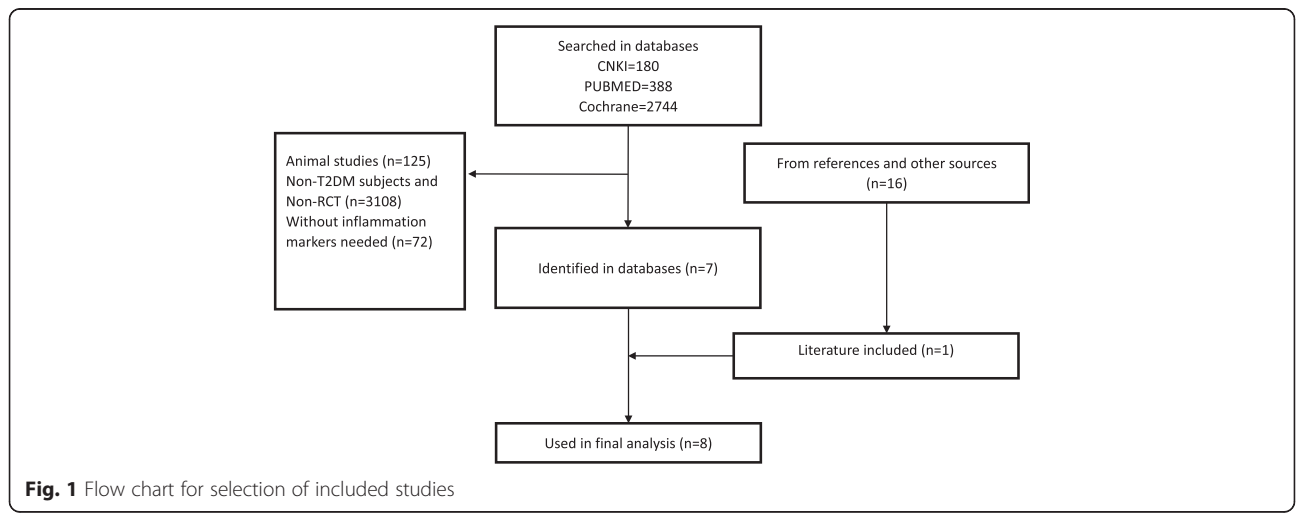 Searched in databases
CNKI=180
PUBMED=388
Cochrane=2744
Animal studies (n=125)
Non-T2DM subjects and
Non-RCT (n=3108)
Without inflammation
markers needed (n=72)
From references and other sources
(n=16)
Identified in databases (n=7)
Literature included (n=1)
Used in final analysis (n=8)
Fig. 1 Flow chart for selection of included studies